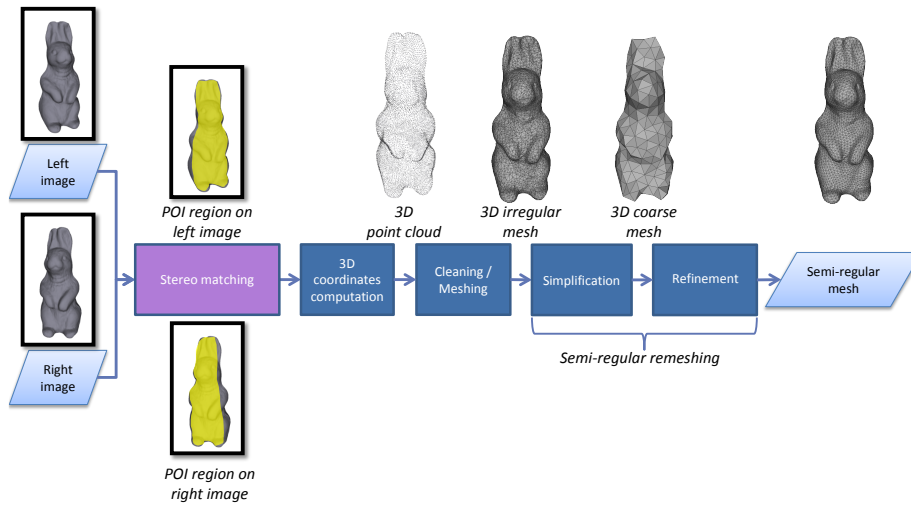 Left
image
POI region on
left image
3D
point cloud
3D irregular
mesh
3D coarse
mesh
Stereo matching
3D
coordinates
computation
Cleaning /
Meshing
Simplification
Refinement
Semi-regular
mesh
Semi-regular remeshing
Right
image
POI region on
right image